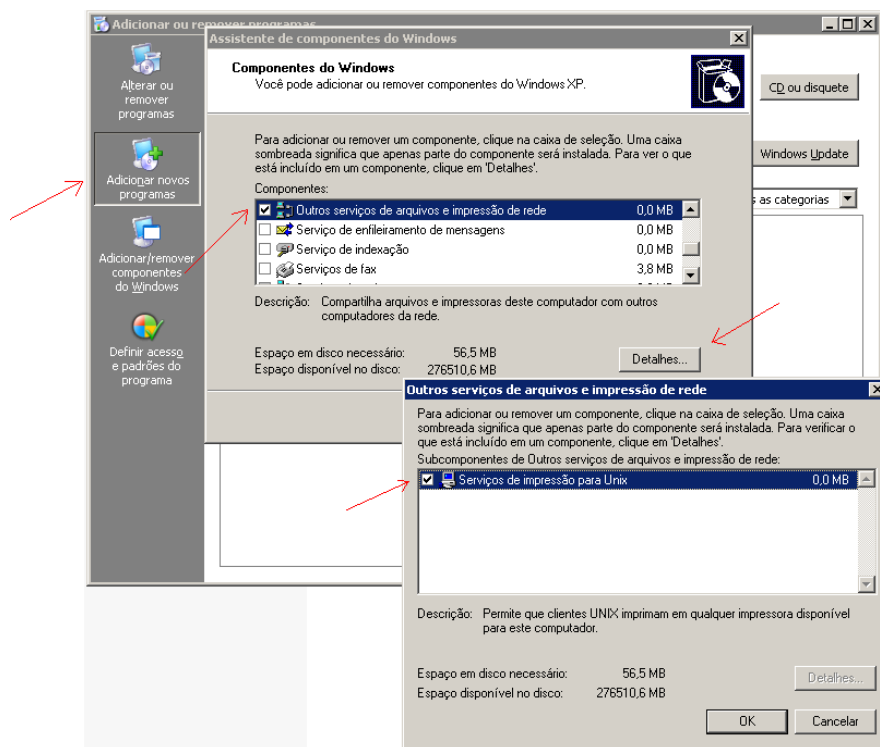 Adicionar ou remover programas
Assistente de componentes do Windows
Alterar ou
remover
programas
Adicionar novos
programas
Adicionar/remover
componentes
do Windows
Definir acesso
e padrões do
programa
CD ou disquete
Windows Update
s as categorias
Componentes do Windows
Você pode adicionar ou remover componentes do Windows XP.
Para adicionar ou remover um componente, clique na caixa de seleção. Uma caixa
sombreada significa que apenas parte do componente será instalada. Para ver o que
está incluído em um componente, clique em 'Detalhes'.
Componentes:
Outros serviços de arquivos e impressão de rede 0,0 MB
Serviço de enfileiramento de mensagens 0,0 MB
Serviço de indexação 0,0 MB
Serviços de fax 3,8 MB
Descrição: Compartilha arquivos e impressoras deste computador com outros
computadores da rede.
Espaço em disco necessário: 56,5 MB
Espaço disponível no disco: 276510,6 MB
Detalhes...
Outros serviços de arquivos e impressão de rede
Para adicionar ou remover um componente, clique na caixa de seleção. Uma caixa
sombreada significa que apenas parte do componente será instalada. Para verificar o
que está incluído em um componente, clique em 'Detalhes'.
Subcomponentes de Outros serviços de arquivos e impressão de rede:
Serviços de impressão para Unix 0,0 MB
Descrição: Permite que clientes UNIX imprimam em qualquer impressora disponível
para este computador.
Espaço em disco necessário: 56,5 MB
Espaço disponível no disco: 276510,6 MB
Detalhes...
OK
Cancelar